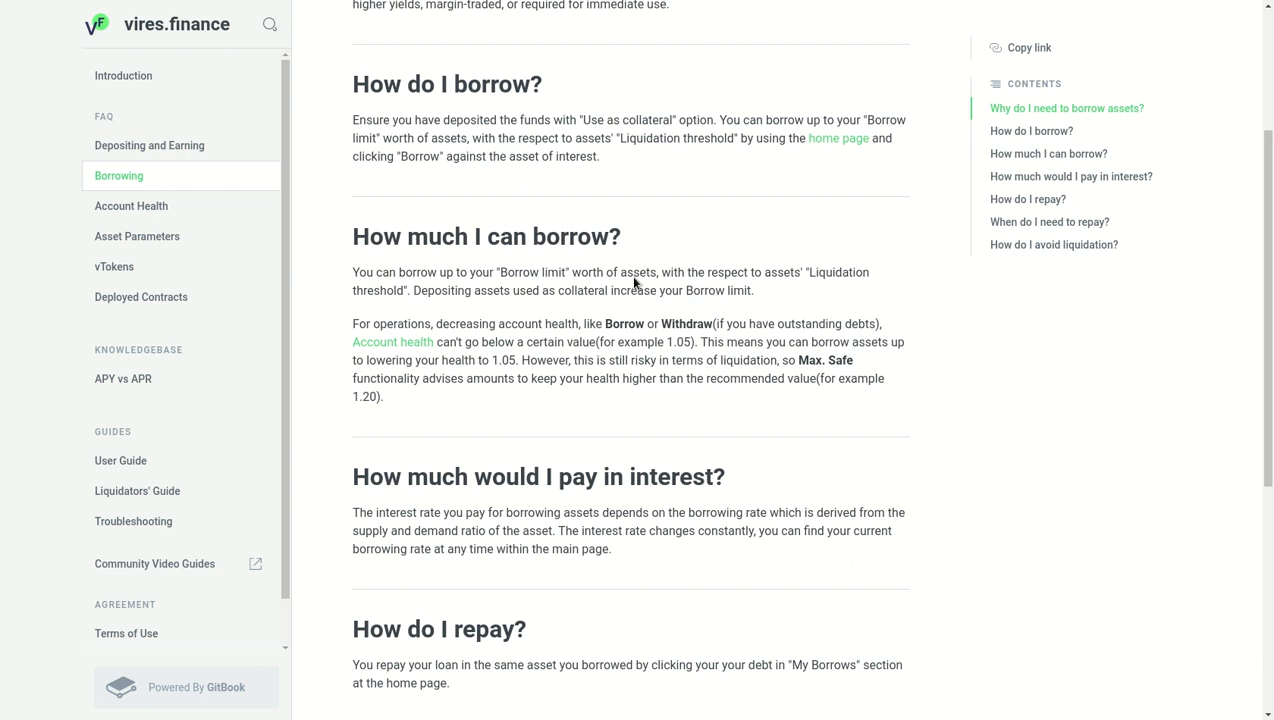 vires.finance
Introduction
FAQ
Depositing and Earning
Borrowing
Account Health
Asset Parameters
vTokens
Deployed Contracts
KNOWLEDGEBASE
APY vs APR
GUIDES
User Guide
Liquidators' Guide
Troubleshooting
Community Video Guides
AGREEMENT
Terms of Use
Powered By GitBook
higher yields, margin-traded, or required for immediate use.
How do I borrow?
Ensure you have deposited the funds with "Use as collateral" option. You can borrow up to your "Borrow
limit" worth of assets, with the respect to assets' "Liquidation threshold" by using the home page and
clicking "Borrow" against the asset of interest.
How much I can borrow?
You can borrow up to your "Borrow limit" worth of assets, with the respect to assets' "Liquidation
threshold". Depositing assets used as collateral increase your Borrow limit.
For operations, decreasing account health, like Borrow or Withdraw(if you have outstanding debts),
Account health can't go below a certain value(for example 1.05). This means you can borrow assets up
to lowering your health to 1.05. However, this is still risky in terms of liquidation, so Max. Safe
functionality advises amounts to keep your health higher than the recommended value(for example
1.20).
How much would I pay in interest?
The interest rate you pay for borrowing assets depends on the borrowing rate which is derived from the
supply and demand ratio of the asset. The interest rate changes constantly, you can find your current
borrowing rate at any time within the main page.
How do I repay?
You repay your loan in the same asset you borrowed by clicking your your debt in "My Borrows" section
at the home page.
Copy link
CONTENTS
Why do I need to borrow assets?
How do I borrow?
How much I can borrow?
How much would I pay in interest?
How do I repay?
When do I need to repay?
How do I avoid liquidation?